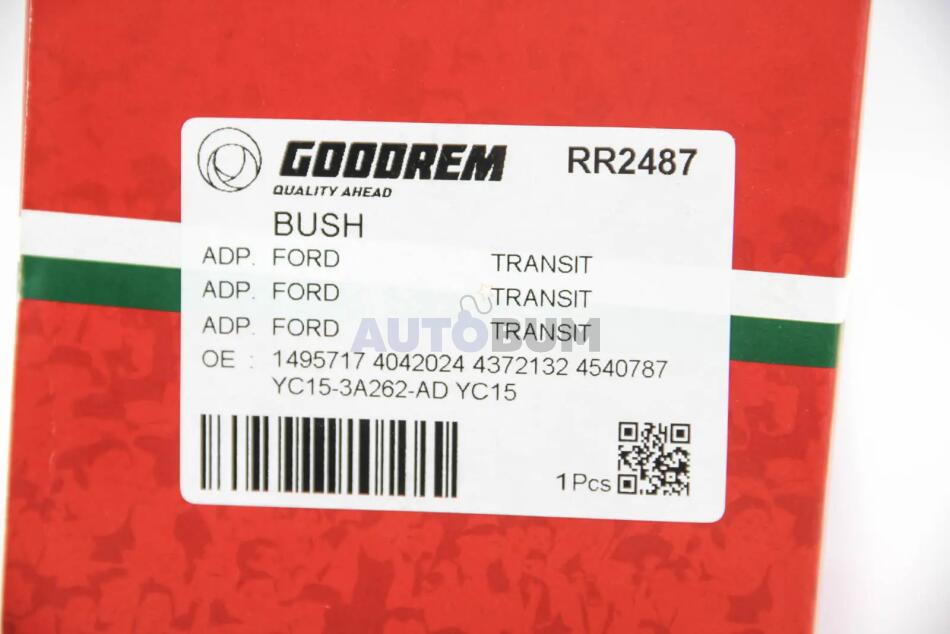 GOODREM RR2487
QUALITY AHEAD
BUSH
ADP. FORD TRANSIT
ADP. FORD TRANSIT
ADP. FORD TRANSIT
AUTOBUM
OE : 1495717 4042024 4372132 4540787
YC15-3A262-AD YC15
1Pcs